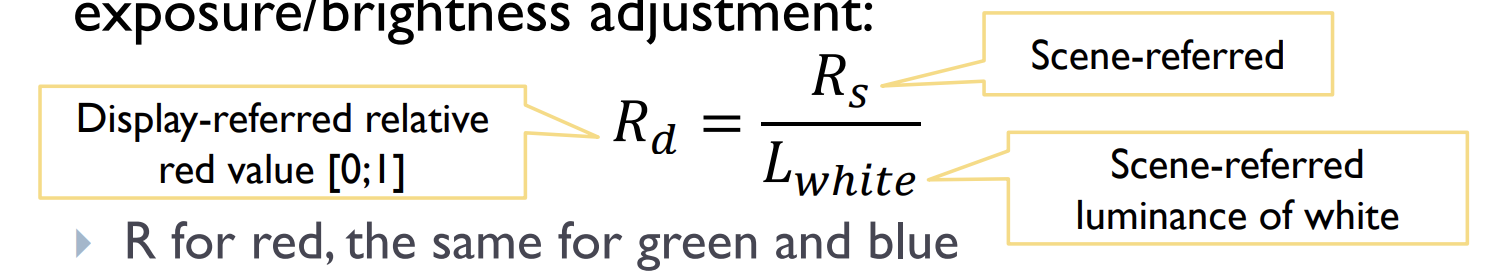 exposure/brightness adjustment:
Scene-referred
Display-referred relative
red value [0;1]
R_d = R_s / L_white
Scene-referred
luminance of white
R for red, the same for green and blue